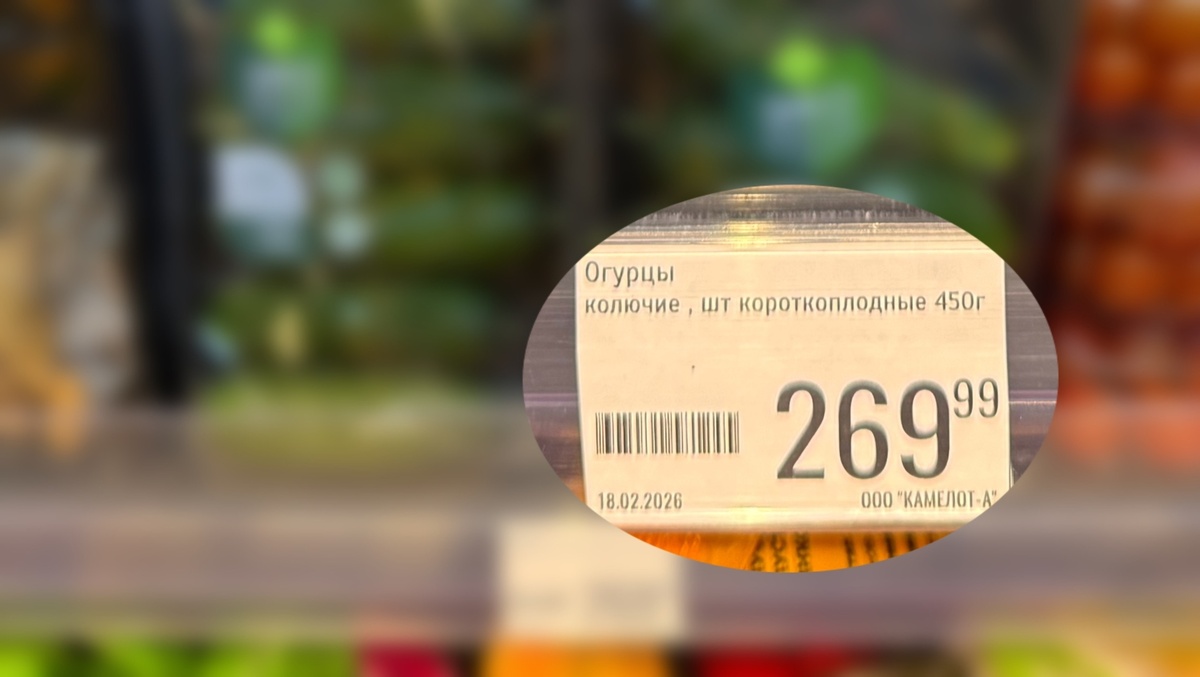 Огурцы
колючие , шт короткоплодные 450г
269 99
18.02.2026
ООО "КАМЕЛОТ-А"